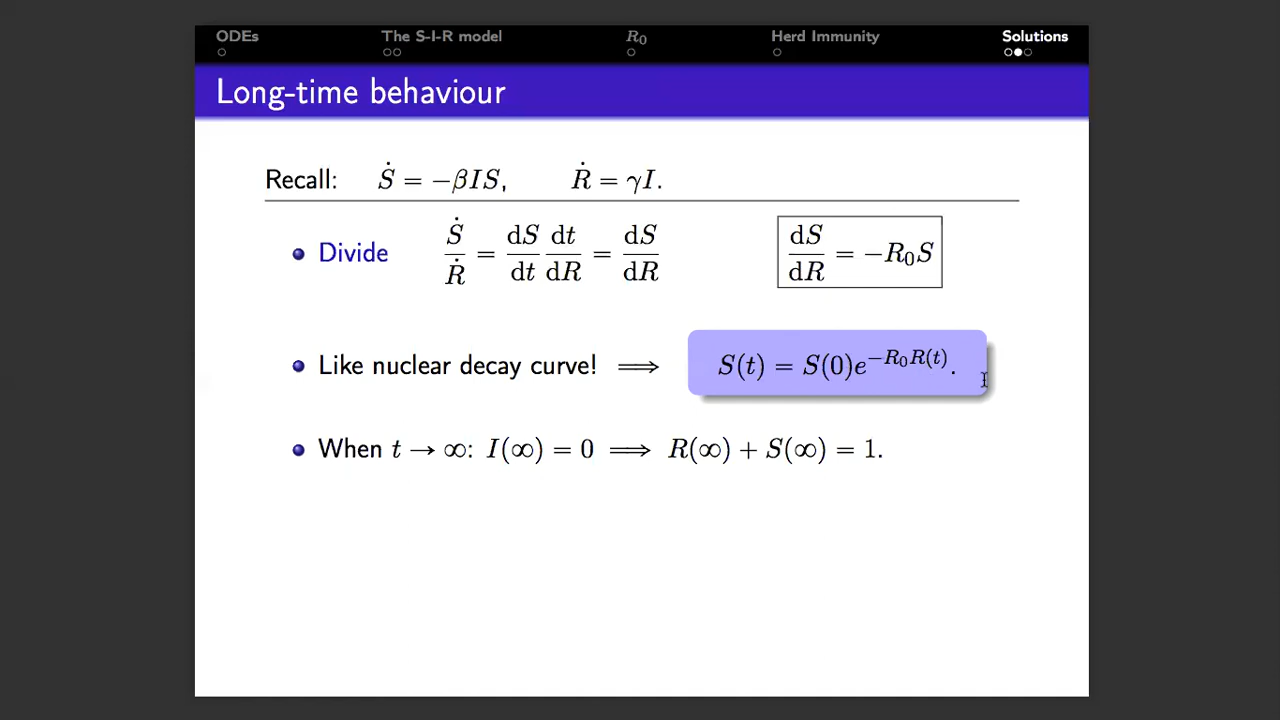 ODEs The S-I-R model R₀ Herd Immunity Solutions
Long-time behaviour
Recall: Ṡ = −βIS, Ṙ = γI.
Divide Ṡ/Ṙ = dS/dt dt/dR = dS/dR dS/dR = −R₀S
Like nuclear decay curve! ⟹ S(t) = S(0)e^{−R₀R(t)}.
When t → ∞: I(∞) = 0 ⟹ R(∞) + S(∞) = 1.